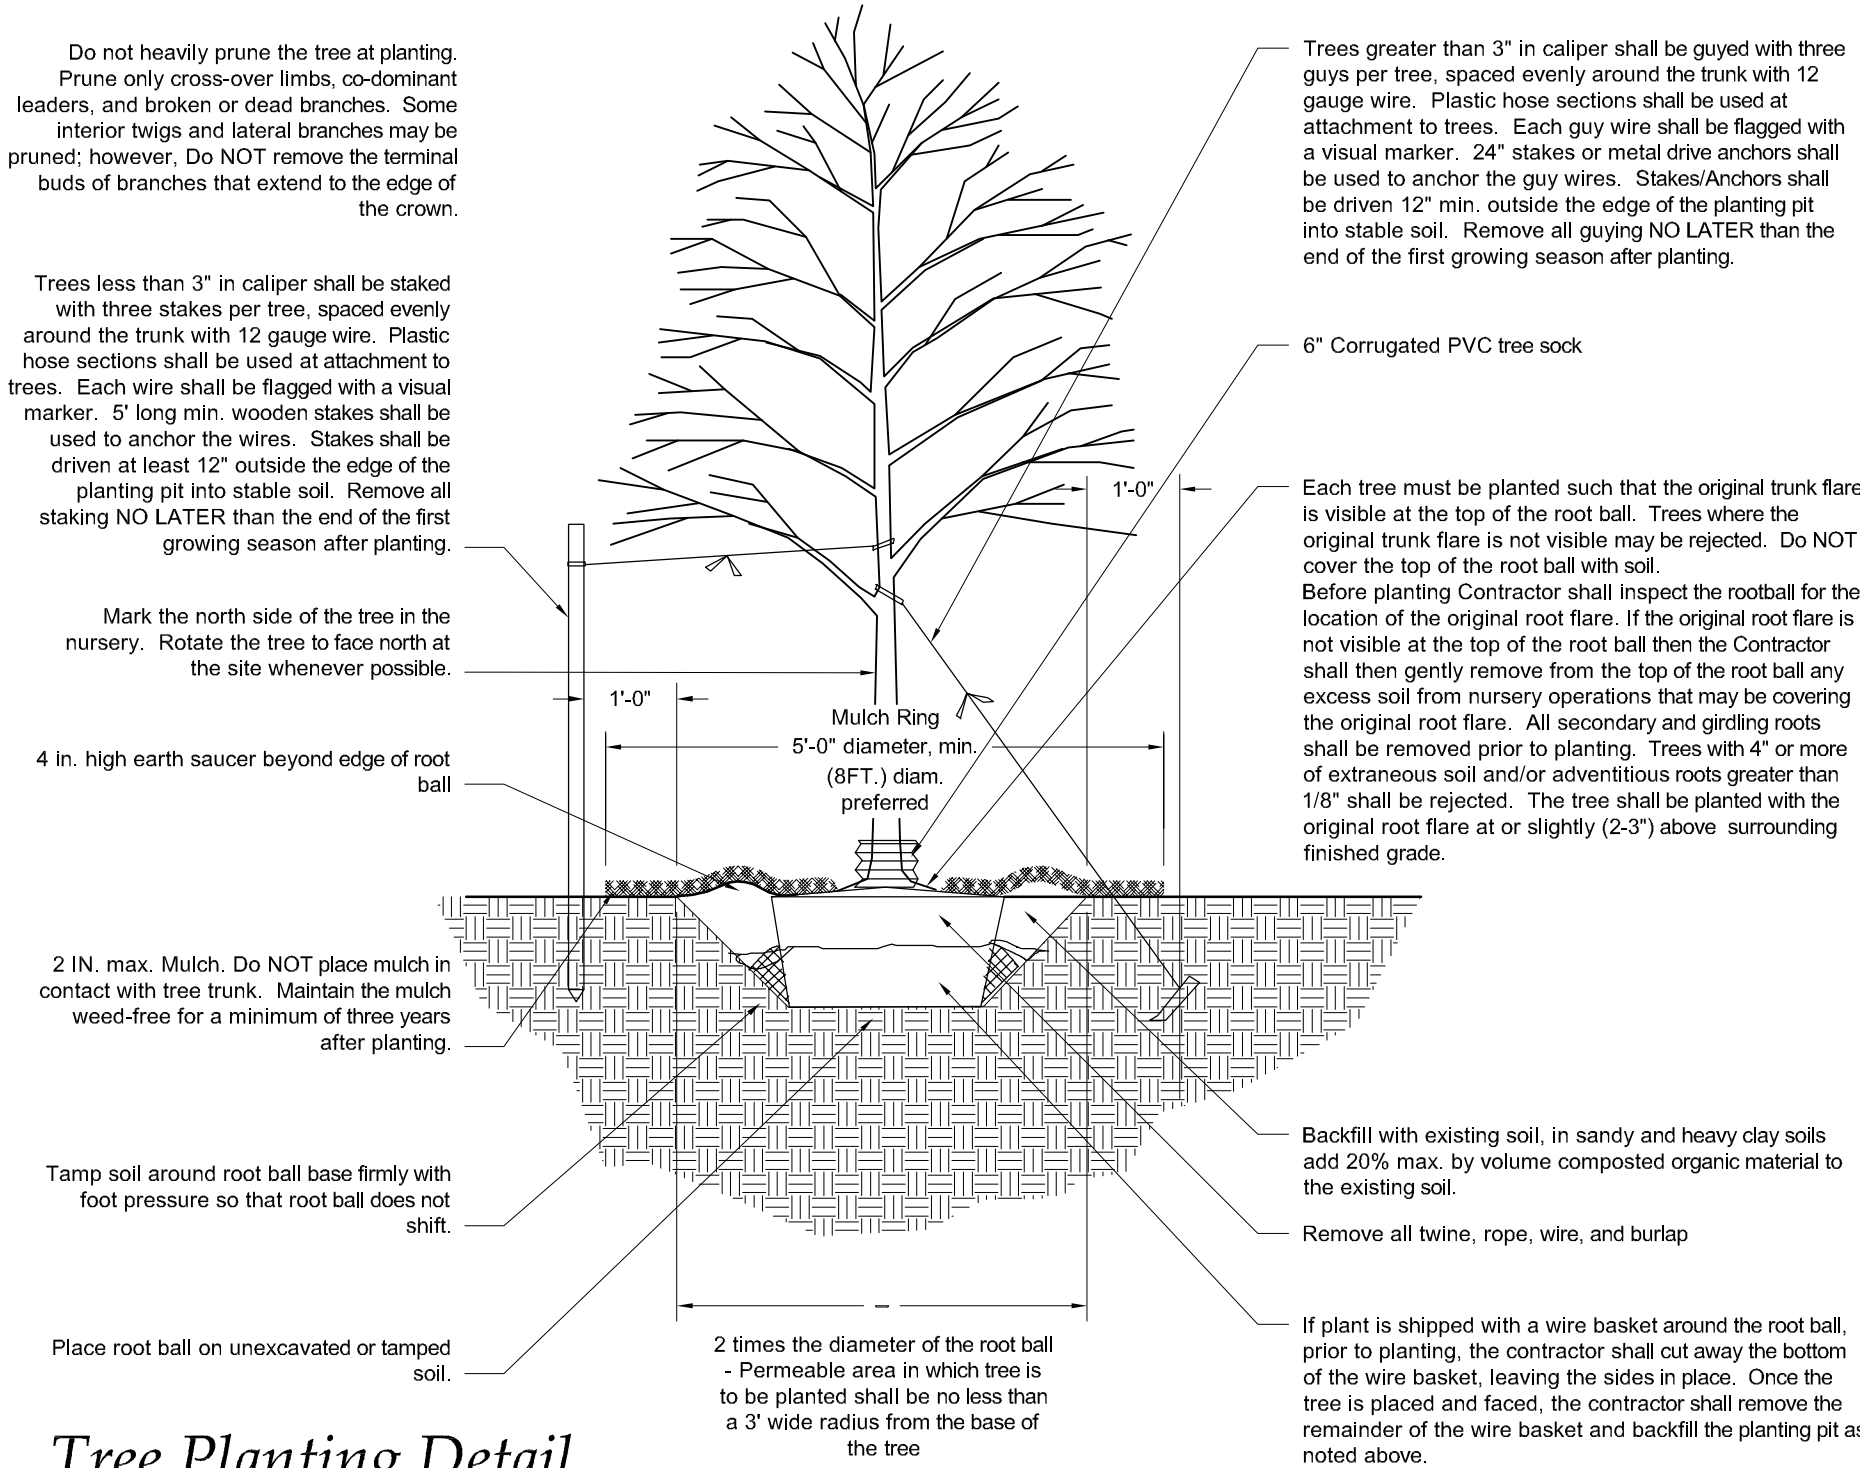 Do not heavily prune the tree at planting.
Prune only cross-over limbs, co-dominant
leaders, and broken or dead branches. Some
interior twigs and lateral branches may be
pruned; however, Do NOT remove the terminal
buds of branches that extend to the edge of
the crown.
Trees less than 3" in caliper shall be staked
with three stakes per tree, spaced evenly
around the trunk with 12 gauge wire. Plastic
hose sections shall be used at attachment to
trees. Each wire shall be flagged with a visual
marker. 5' long min. wooden stakes shall be
used to anchor the wires. Stakes shall be
driven at least 12" outside the edge of the
planting pit into stable soil. Remove all
staking NO LATER than the end of the first
growing season after planting.
Mark the north side of the tree in the
nursery. Rotate the tree to face north at
the site whenever possible.
4 in. high earth saucer beyond edge of root
ball
2 IN. max. Mulch. Do NOT place mulch in
contact with tree trunk. Maintain the mulch
weed-free for a minimum of three years
after planting.
Tamp soil around root ball base firmly with
foot pressure so that root ball does not
shift.
Place root ball on unexcavated or tamped
soil.
1'-0"
Mulch Ring
5'-0" diameter, min.
(8FT.) diam.
preferred
1'-0"
2 times the diameter of the root ball
- Permeable area in which tree is
to be planted shall be no less than
a 3' wide radius from the base of
the tree
Trees greater than 3" in caliper shall be guyed with three
guys per tree, spaced evenly around the trunk with 12
gauge wire. Plastic hose sections shall be used at
attachment to trees. Each guy wire shall be flagged with
a visual marker. 24" stakes or metal drive anchors shall
be used to anchor the guy wires. Stakes/Anchors shall
be driven 12" min. outside the edge of the planting pit
into stable soil. Remove all guying NO LATER than the
end of the first growing season after planting.
6" Corrugated PVC tree sock
Each tree must be planted such that the original trunk flare
is visible at the top of the root ball. Trees where the
original trunk flare is not visible may be rejected. Do NOT
cover the top of the root ball with soil.
Before planting Contractor shall inspect the rootball for the
location of the original root flare. If the original root flare is
not visible at the top of the root ball then the Contractor
shall then gently remove from the top of the root ball any
excess soil from nursery operations that may be covering
the original root flare. All secondary and girdling roots
shall be removed prior to planting. Trees with 4" or more
of extraneous soil and/or adventitious roots greater than
1/8" shall be rejected. The tree shall be planted with the
original root flare at or slightly (2-3") above surrounding
finished grade.
Backfill with existing soil, in sandy and heavy clay soils
add 20% max. by volume composted organic material to
the existing soil.
Remove all twine, rope, wire, and burlap
If plant is shipped with a wire basket around the root ball,
prior to planting, the contractor shall cut away the bottom
of the wire basket, leaving the sides in place. Once the
tree is placed and faced, the contractor shall remove the
remainder of the wire basket and backfill the planting pit as
noted above.
Tree Planting Detail